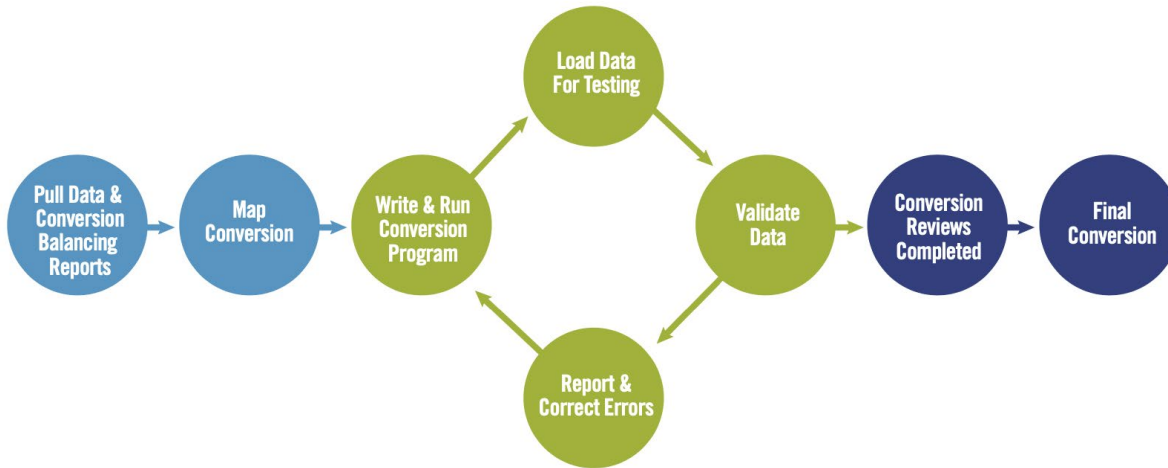 Pull Data &
Conversion
Balancing
Reports
Map
Conversion
Write & Run
Conversion
Program
Load Data
For Testing
Validate
Data
Report &
Correct Errors
Conversion
Reviews
Completed
Final
Conversion